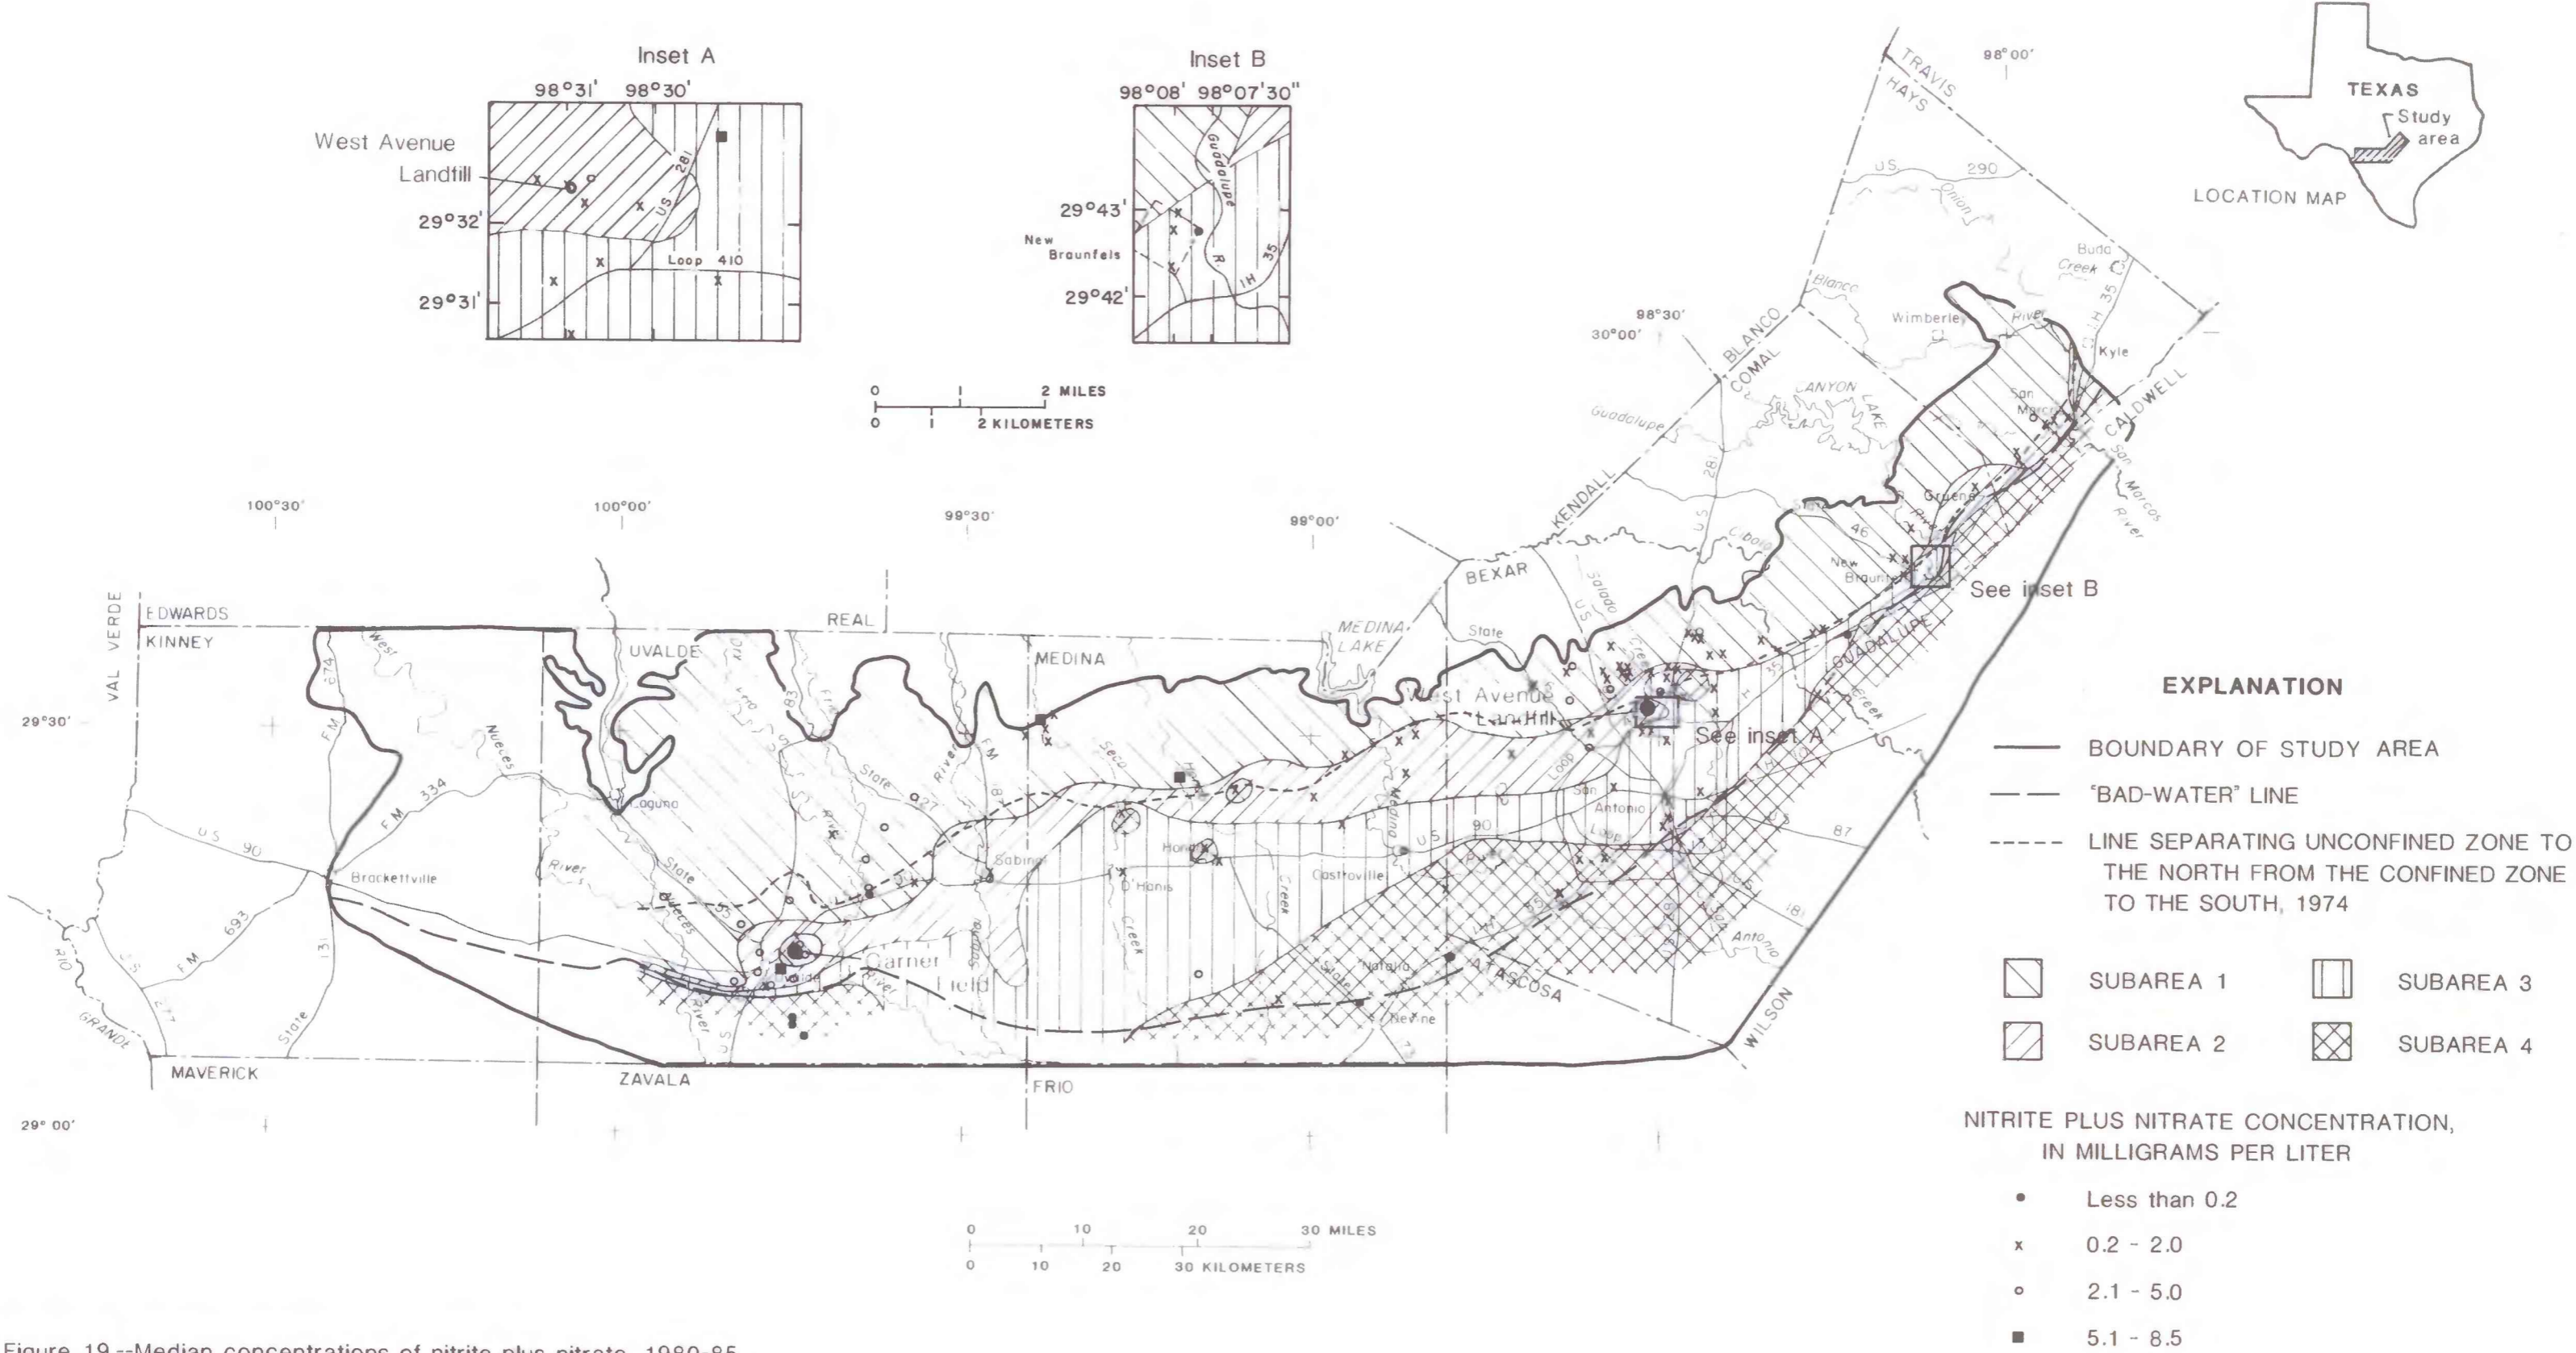 Inset A
98°31' 98°30'
West Avenue
Landfill
29°32'
29°31'
US 281
Loop 410
Inset B
98°08' 98°07'30"
29°43'
New
Braunfels
29°42'
Guadalupe
R.
IH 35
0 1 2 MILES
0 1 2 KILOMETERS
TEXAS
Study
area
LOCATION MAP
98°00'
TRAVIS
HAYS
U.S. 290
Onion
Buda
Creek
IH 35
Blanco
Wimberley
River
Kyle
98°30'
30°00'
BLANCO
COMAL
CANYON
LAKE
Guadalupe
San
Marcos
CALDWELL
San
Marcos
River
KENDALL
U.S. 281
Gruene
River
State
46
Cibolo
New
Braunfels
See inset B
100°30'
100°00'
99°30'
99°00'
VAL VERDE
EDWARDS
KINNEY
REAL
UVALDE
MEDINA
MEDINA
LAKE
BEXAR
State
Salado
Creek
U.S.
GUADALUPE
35
Creek
West Avenue
Landfill
See inset A
29°30'
F M 674
West
Nueces
Dry
Frio
83
Frio
River
State
127
River
FM
187
Seco
Laguna
FM 334
U S 90
Brackettville
River
State
55
Nueces
Sabinal
Hondo
D'Hanis
Creek
Creek
Castroville
Medina
U.S. 90
Loop
San
Antonio
Loop
13
U.S. 87
181
San
Antonio
FM 693
131
State
U.S.
277
RIO
GRANDE
Garner
Field
Uvalde
Sabinal
River
River
U.S.
State
Natalia
I.H. 35
ATASCOSA
Devine
WILSON
MAVERICK
ZAVALA
FRIO
29° 00'
0 10 20 30 MILES
0 10 20 30 KILOMETERS
EXPLANATION
BOUNDARY OF STUDY AREA
"BAD-WATER" LINE
LINE SEPARATING UNCONFINED ZONE TO
THE NORTH FROM THE CONFINED ZONE
TO THE SOUTH, 1974
SUBAREA 1
SUBAREA 3
SUBAREA 2
SUBAREA 4
NITRITE PLUS NITRATE CONCENTRATION,
IN MILLIGRAMS PER LITER
Less than 0.2
0.2 - 2.0
2.1 - 5.0
5.1 - 8.5
Figure 19.--Median concentrations of nitrite plus nitrate, 1980-85